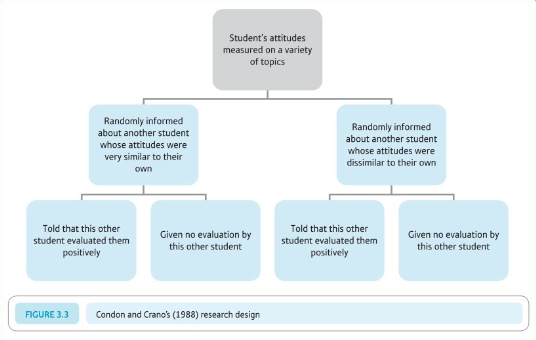 Student's attitudes
measured on a variety
of topics
Randomly informed
about another student
whose attitudes were
very similar to their
own
Randomly informed
about another student
whose attitudes were
dissimilar to their own
Told that this other
student evaluated them
positively
Given no evaluation by
this other student
Told that this other
student evaluated them
positively
Given no evaluation by
this other student
FIGURE 3.3 Condon and Crano's (1988) research design